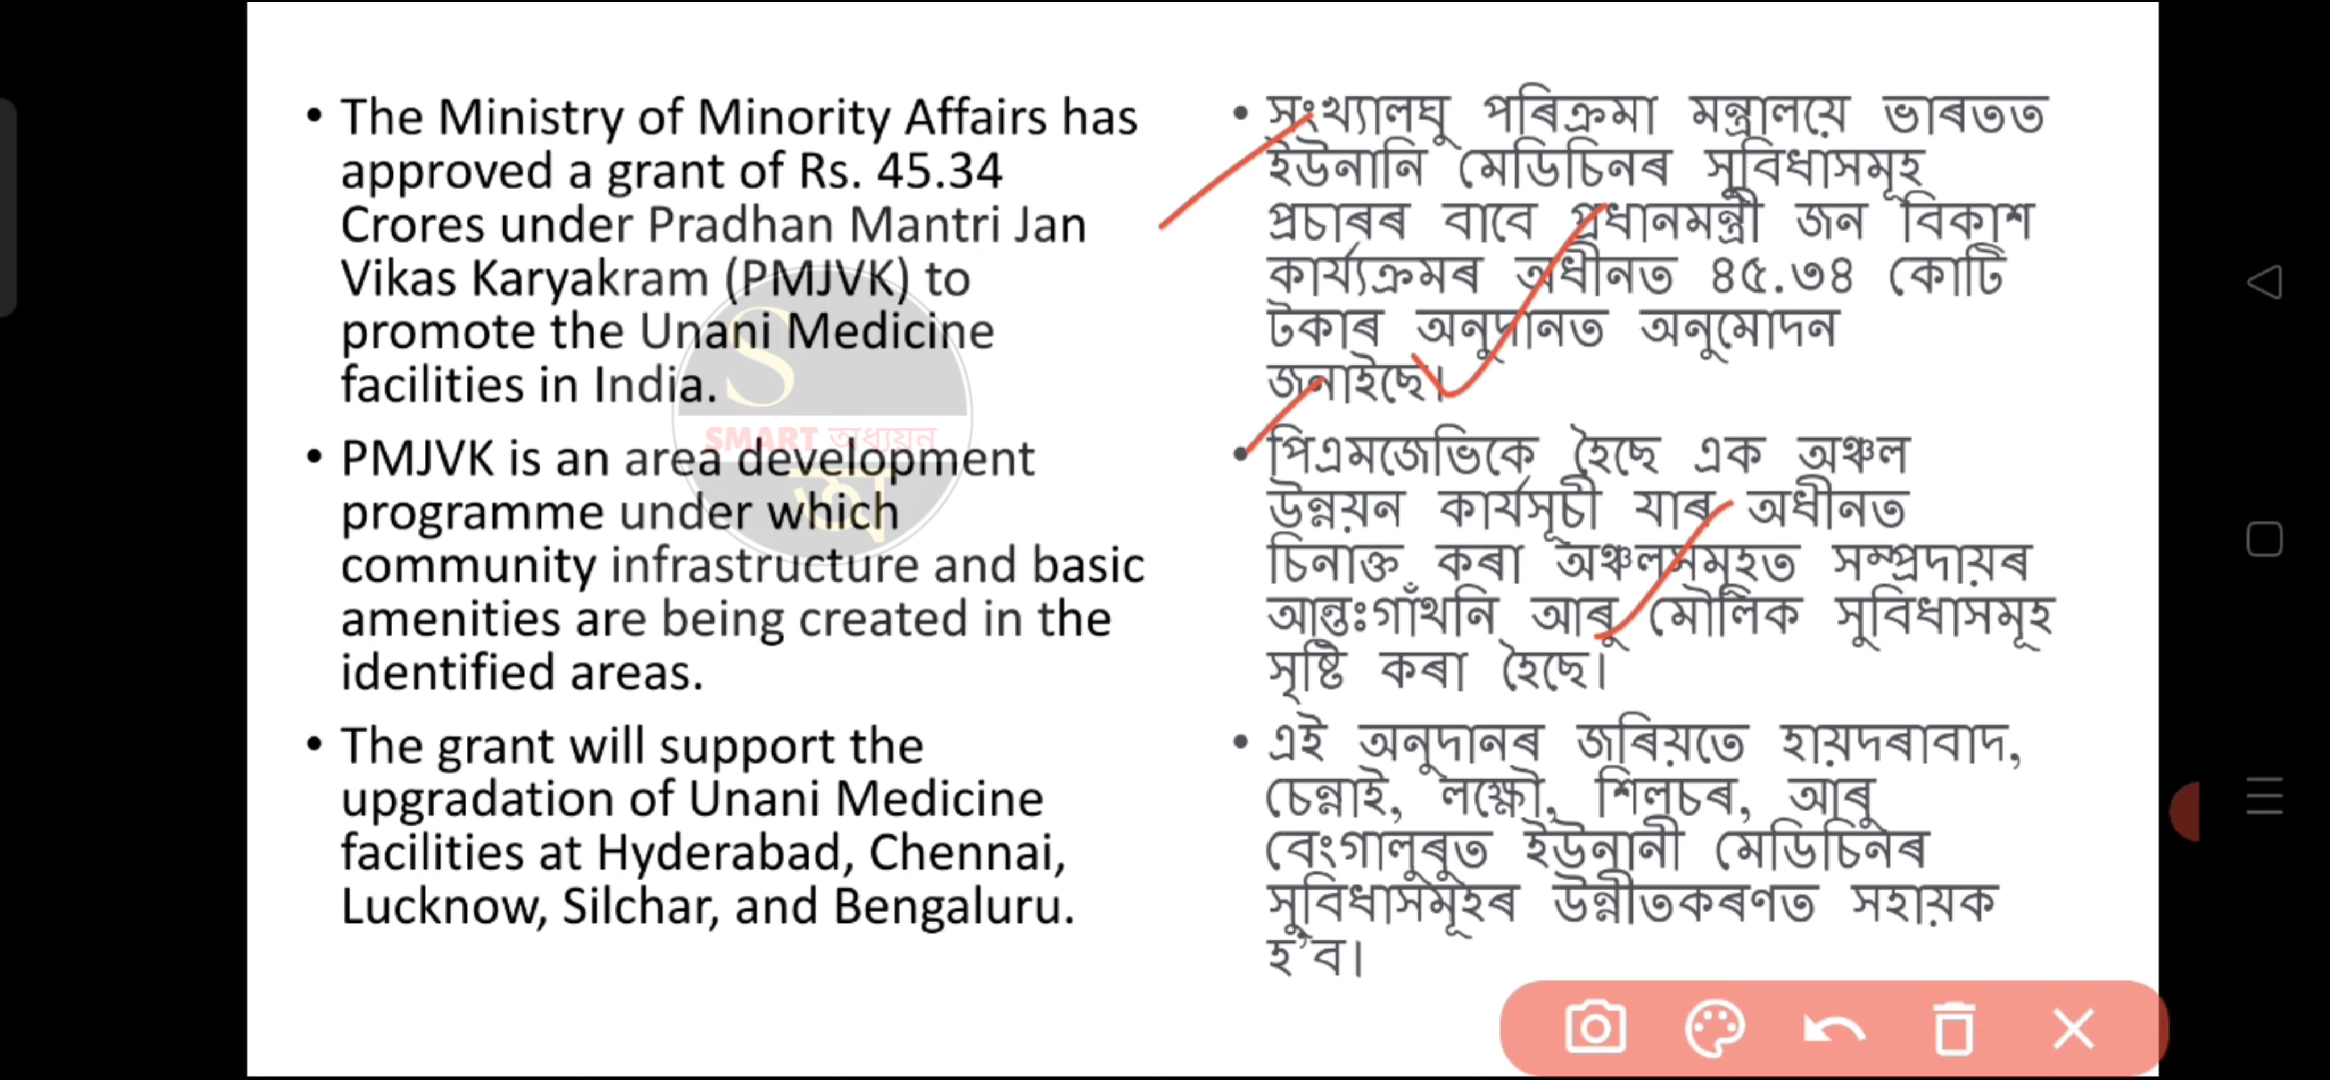 • The Ministry of Minority Affairs has
approved a grant of Rs. 45.34
Crores under Pradhan Mantri Jan
Vikas Karyakram (PMJVK) to
promote the Unani Medicine
facilities in India.
• PMJVK is an area development
programme under which
community infrastructure and basic
amenities are being created in the
identified areas.
• The grant will support the
upgradation of Unani Medicine
facilities at Hyderabad, Chennai,
Lucknow, Silchar, and Bengaluru.
• সংখ্যালঘু পৰিক্ৰমা মন্ত্ৰালয়ে ভাৰতত
ইউনানি মেডিচিনৰ সুবিধাসমূহ
প্ৰচাৰৰ বাবে প্ৰধানমন্ত্ৰী জন বিকাশ
কাৰ্য্যক্ৰমৰ অধীনত ৪৫.৩৪ কোটি
টকাৰ অনুদানত অনুমোদন
জনাইছে।
• পিএমজেভিকে হৈছে এক অঞ্চল
উন্নয়ন কাৰ্যসূচী যাৰ অধীনত
চিনাক্ত কৰা অঞ্চলসমূহত সম্প্ৰদায়ৰ
আন্তঃগাঁথনি আৰু মৌলিক সুবিধাসমূহ
সৃষ্টি কৰা হৈছে।
• এই অনুদানৰ জৰিয়তে হায়দৰাবাদ,
চেন্নাই, লক্ষ্ণৌ, শিলচৰ, আৰু
বেংগালুৰুত ইউনানী মেডিচিনৰ
সুবিধাসমূহৰ উন্নীতকৰণত সহায়ক
হ'ব।
S
SMART অধ্যয়ন
অ